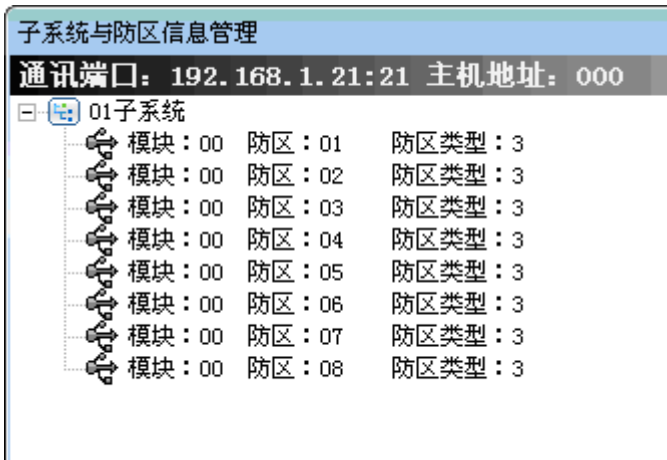 子系统与防区信息管理
通讯端口：192.168.1.21:21 主机地址：000
01子系统
模块：00 防区：01 防区类型：3
模块：00 防区：02 防区类型：3
模块：00 防区：03 防区类型：3
模块：00 防区：04 防区类型：3
模块：00 防区：05 防区类型：3
模块：00 防区：06 防区类型：3
模块：00 防区：07 防区类型：3
模块：00 防区：08 防区类型：3